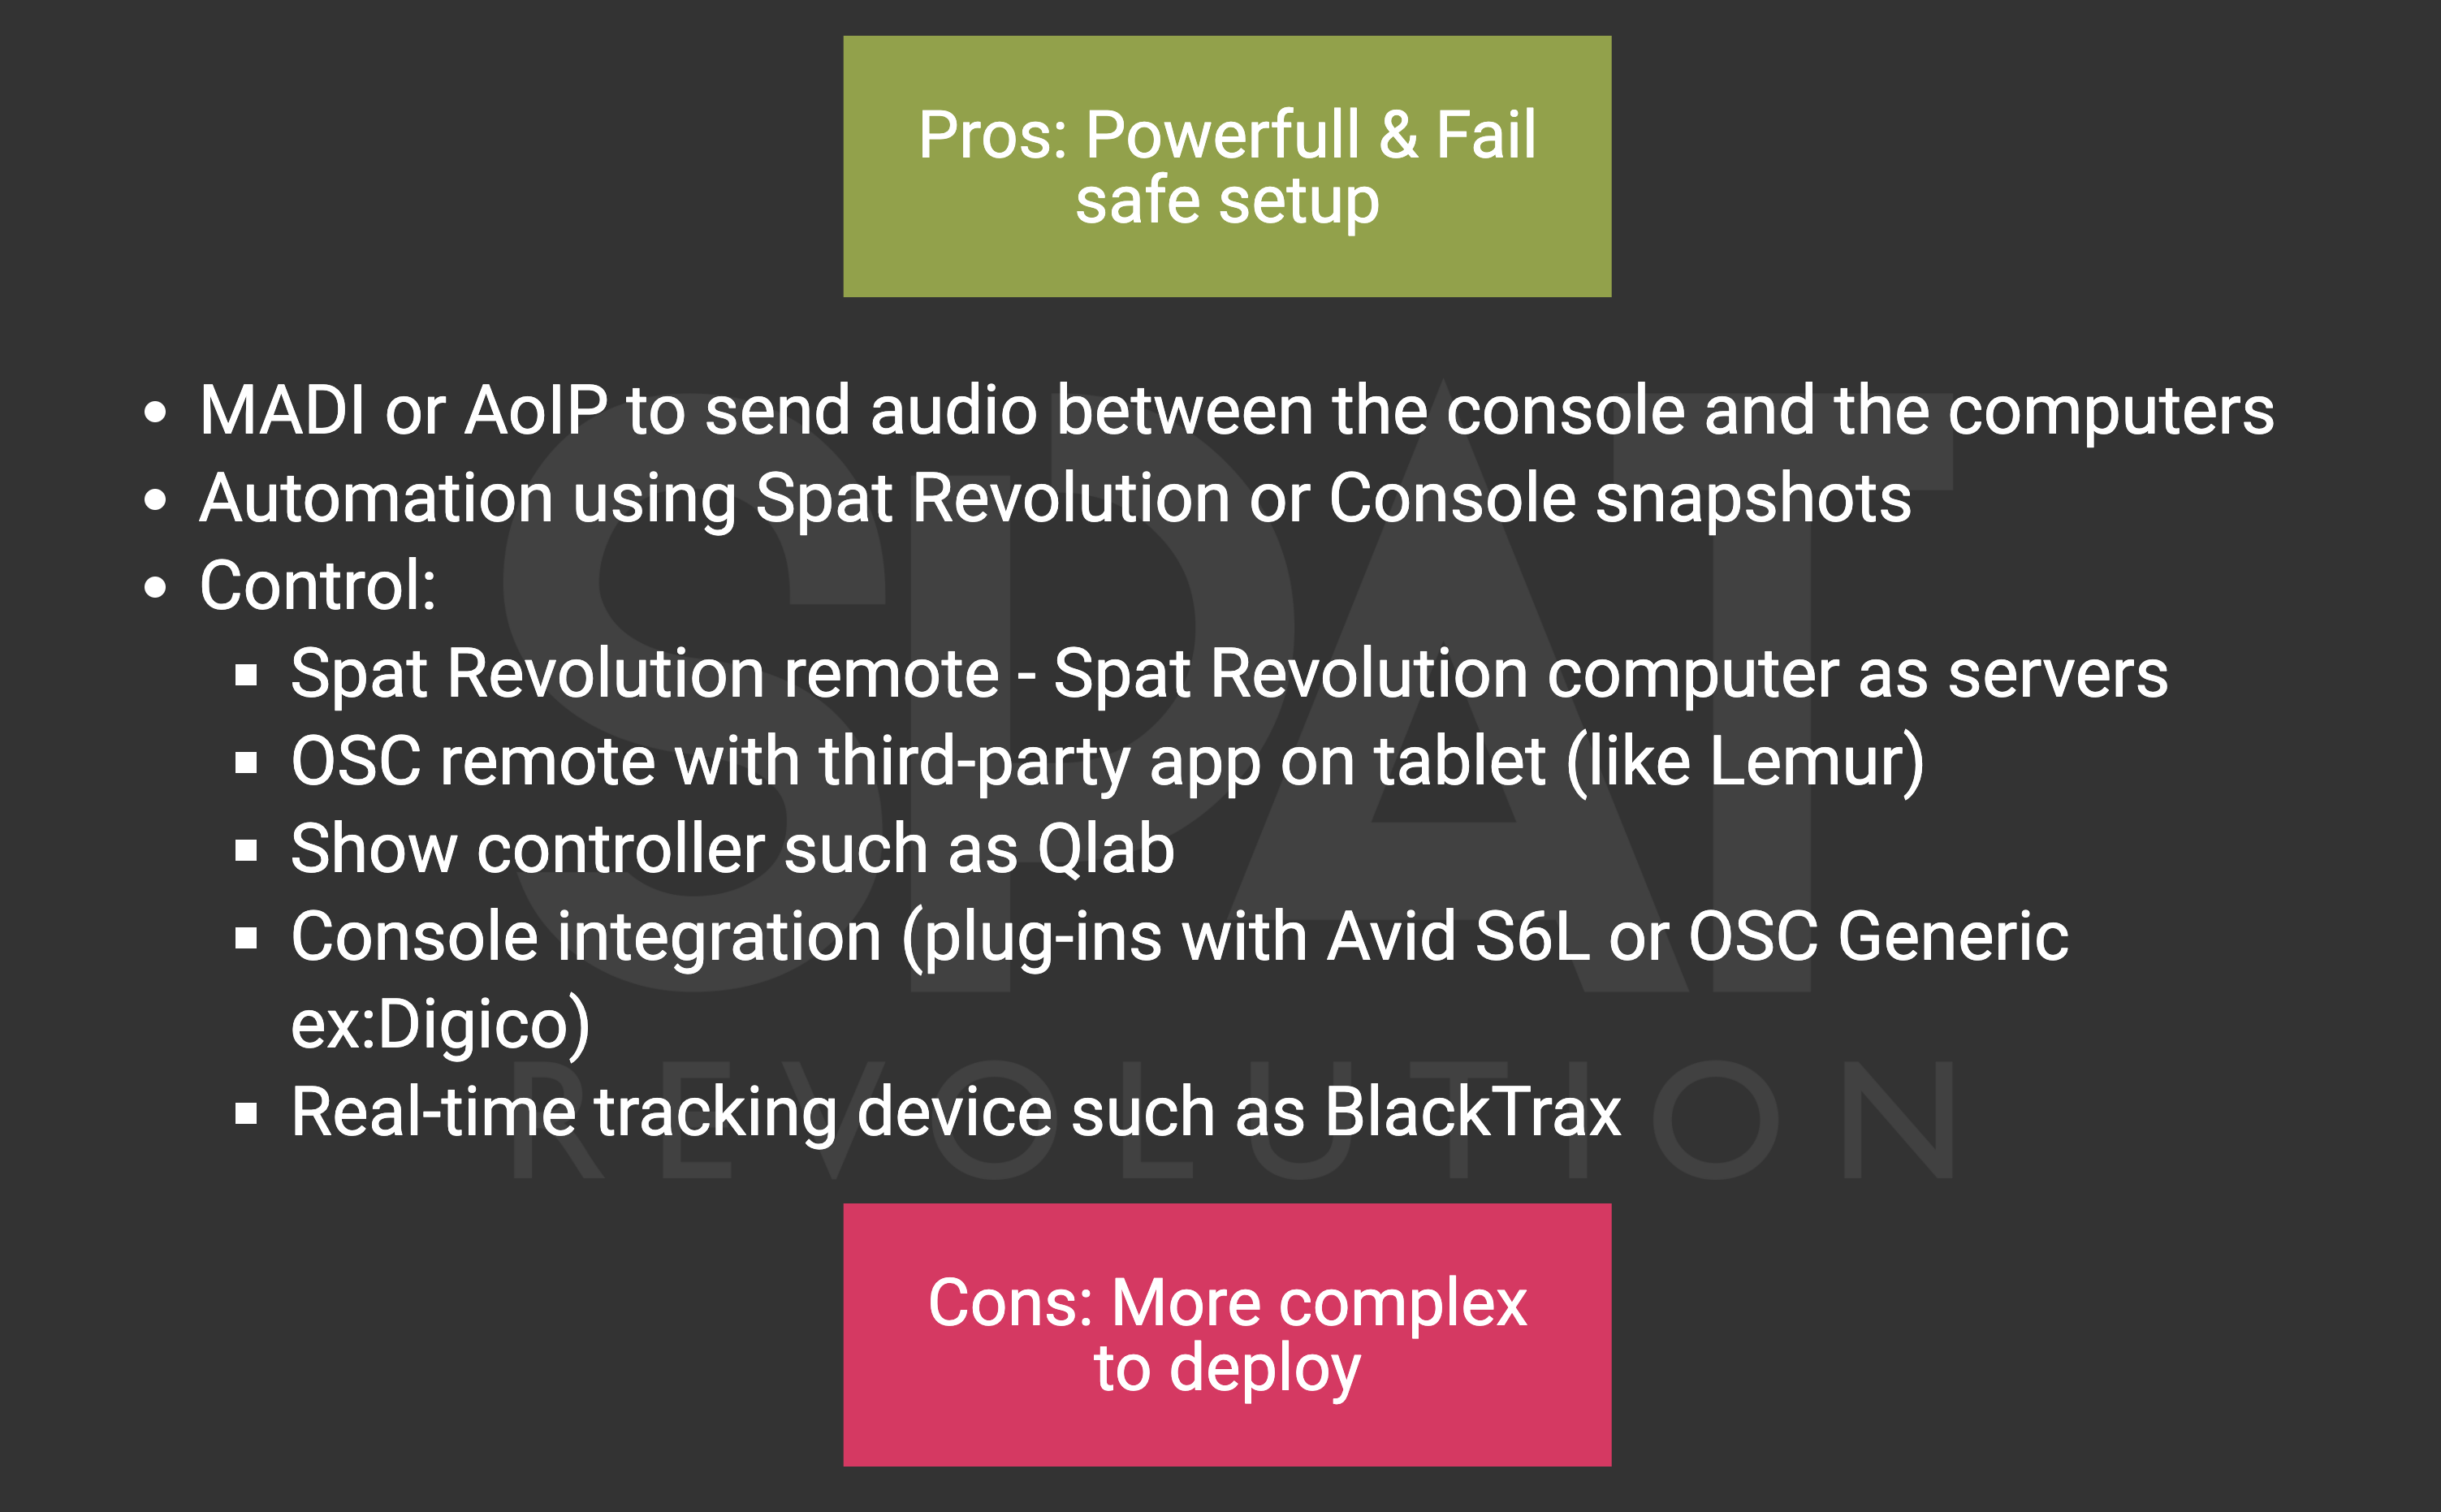 Pros: Powerfull & Fail
safe setup
• MADI or AoIP to send audio between the console and the computers
• Automation using Spat Revolution or Console snapshots
• Control:
▪ Spat Revolution remote - Spat Revolution computer as servers
▪ OSC remote with third-party app on tablet (like Lemur)
▪ Show controller such as Qlab
▪ Console integration (plug-ins with Avid S6L or OSC Generic
ex:Digico)
▪ Real-time tracking device such as BlackTrax
SPAT
REVOLUTION
Cons: More complex
to deploy